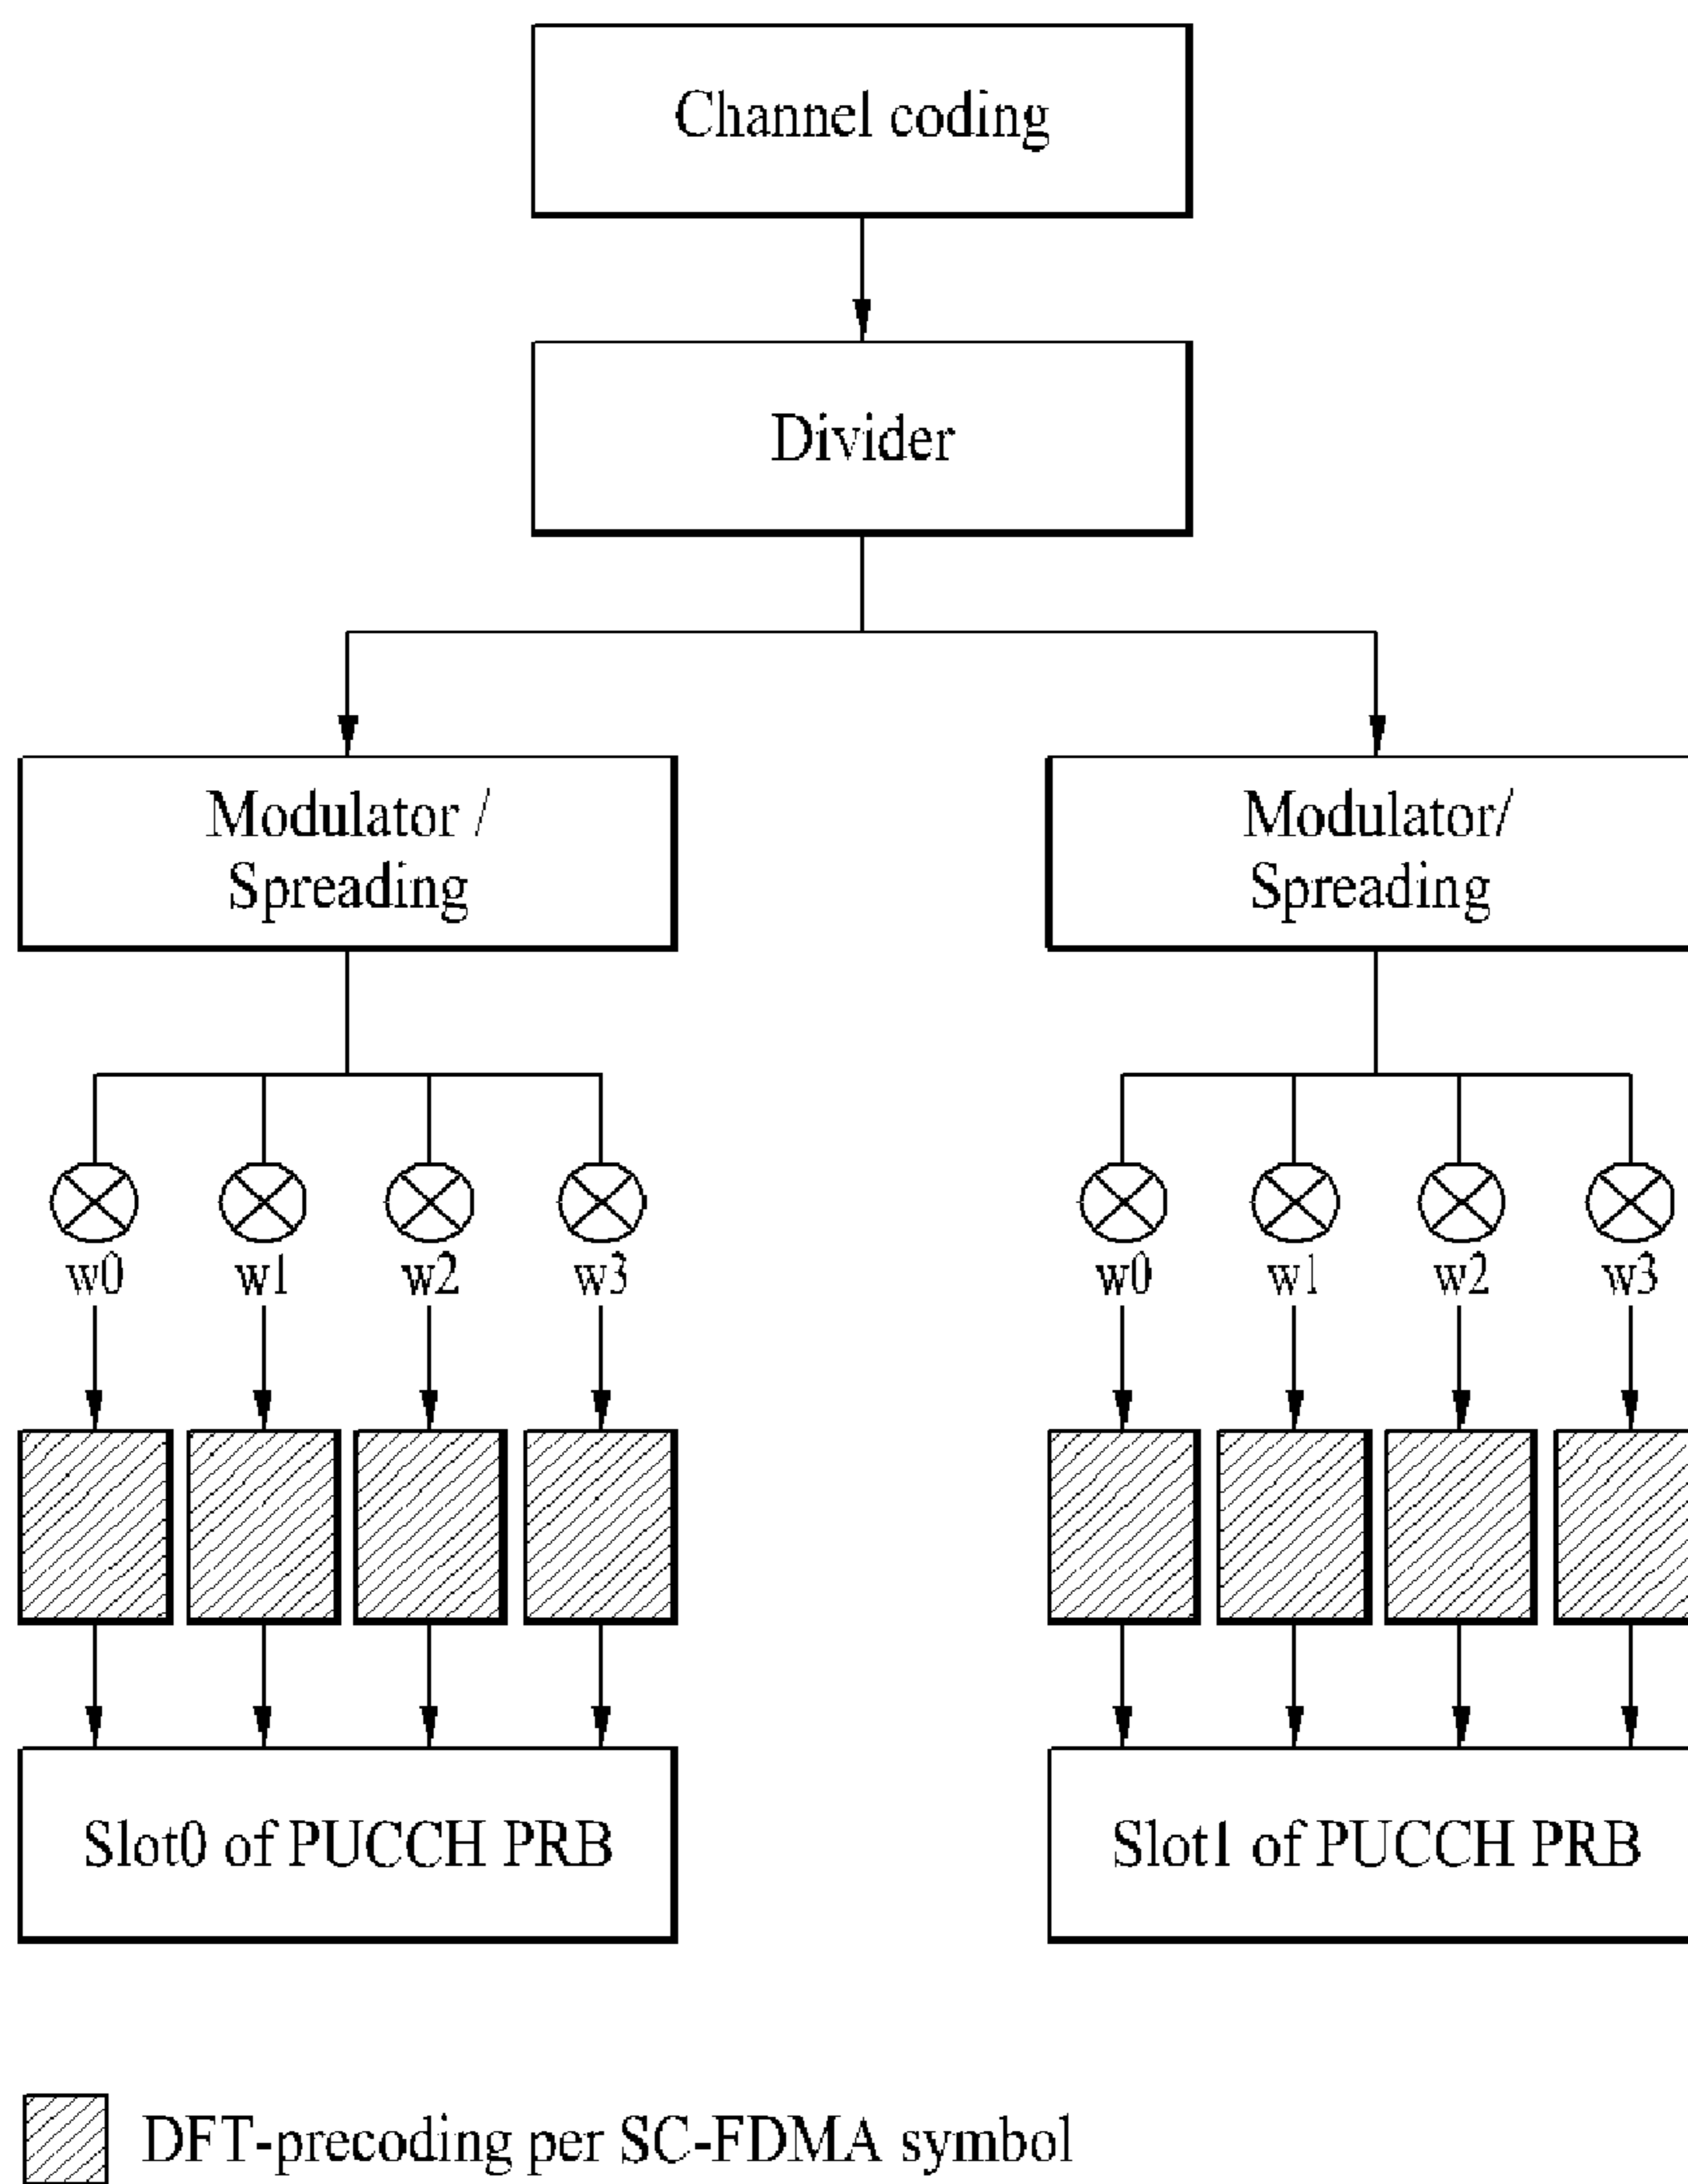 Channel coding
Divider
Modulator /
Spreading
Modulator/
Spreading
w0 w1 w2 w3
w0 w1 w2 w3
Slot0 of PUCCH PRB
Slot1 of PUCCH PRB
DFT-precoding per SC-FDMA symbol